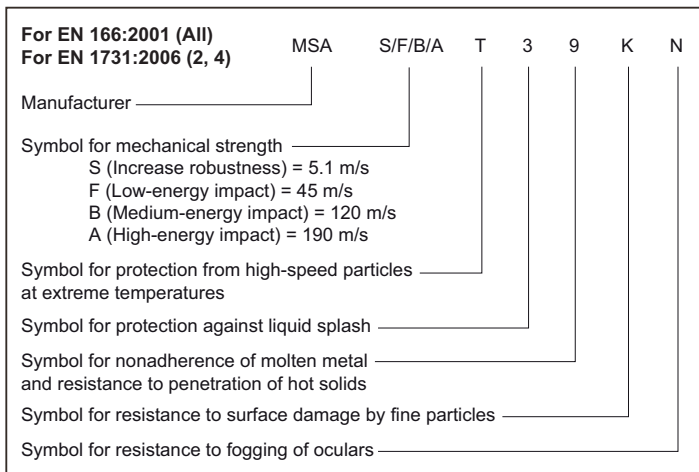 For EN 166:2001 (All)
For EN 1731:2006 (2, 4)
MSA S/F/B/A T 3 9 K N
Manufacturer
Symbol for mechanical strength
S (Increase robustness) = 5.1 m/s
F (Low-energy impact) = 45 m/s
B (Medium-energy impact) = 120 m/s
A (High-energy impact) = 190 m/s
Symbol for protection from high-speed particles
at extreme temperatures
Symbol for protection against liquid splash
Symbol for nonadherence of molten metal
and resistance to penetration of hot solids
Symbol for resistance to surface damage by fine particles
Symbol for resistance to fogging of oculars